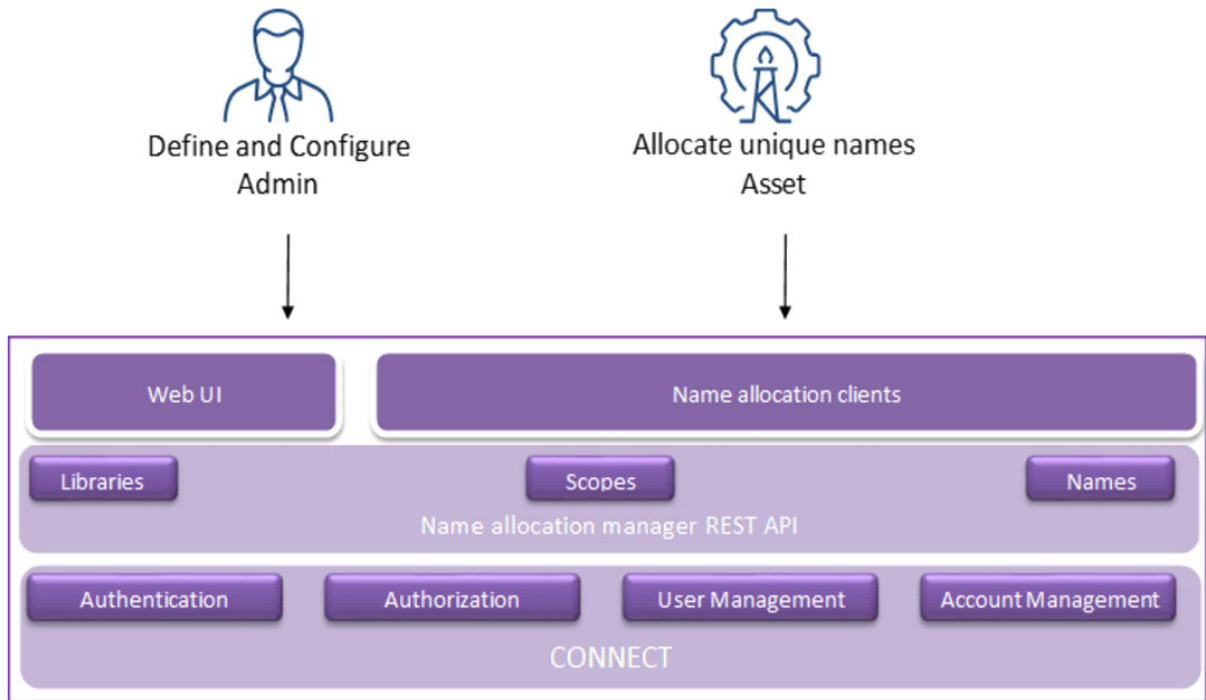 Define and Configure
Admin
Allocate unique names
Asset
Web UI
Name allocation clients
Libraries
Scopes
Names
Name allocation manager REST API
Authentication
Authorization
User Management
Account Management
CONNECT